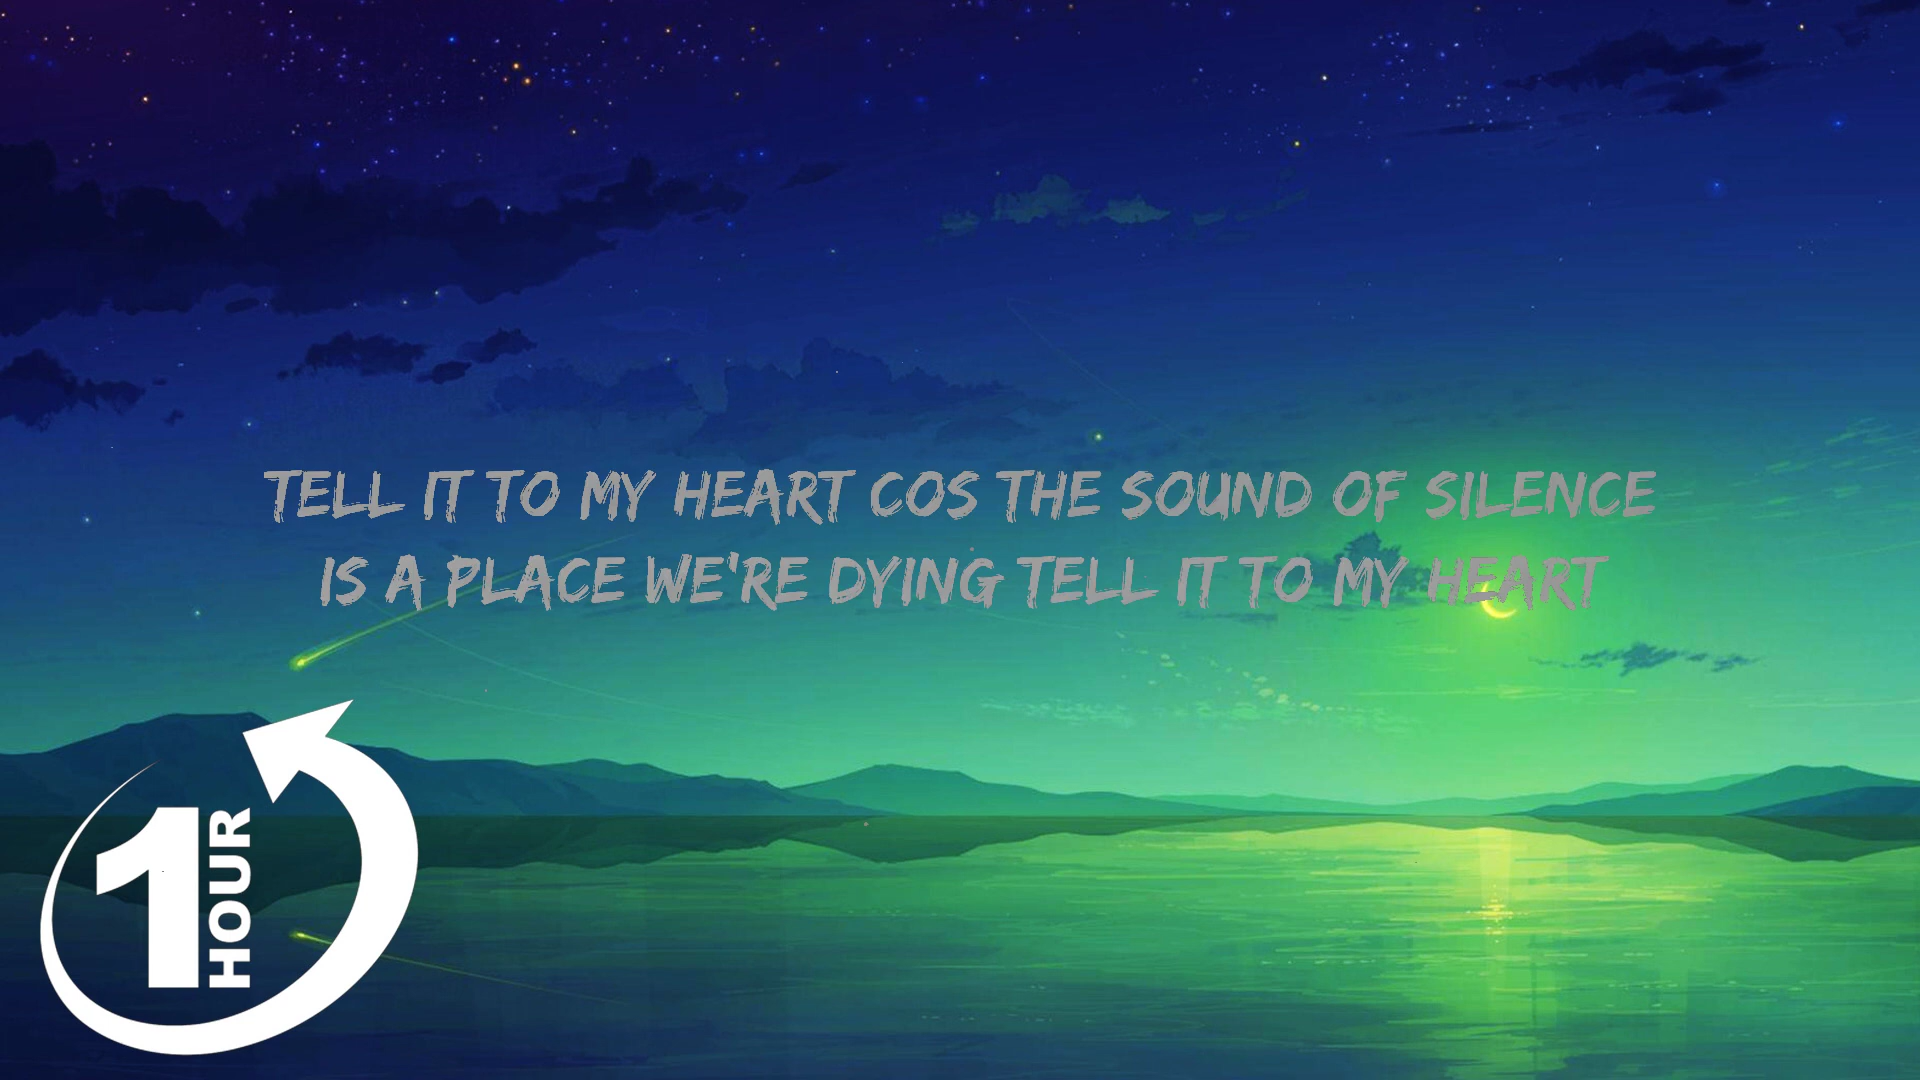 TELL IT TO MY HEART COS THE SOUND OF SILENCE
IS A PLACE WE'RE DYING TELL IT TO MY HEART
1 HOUR